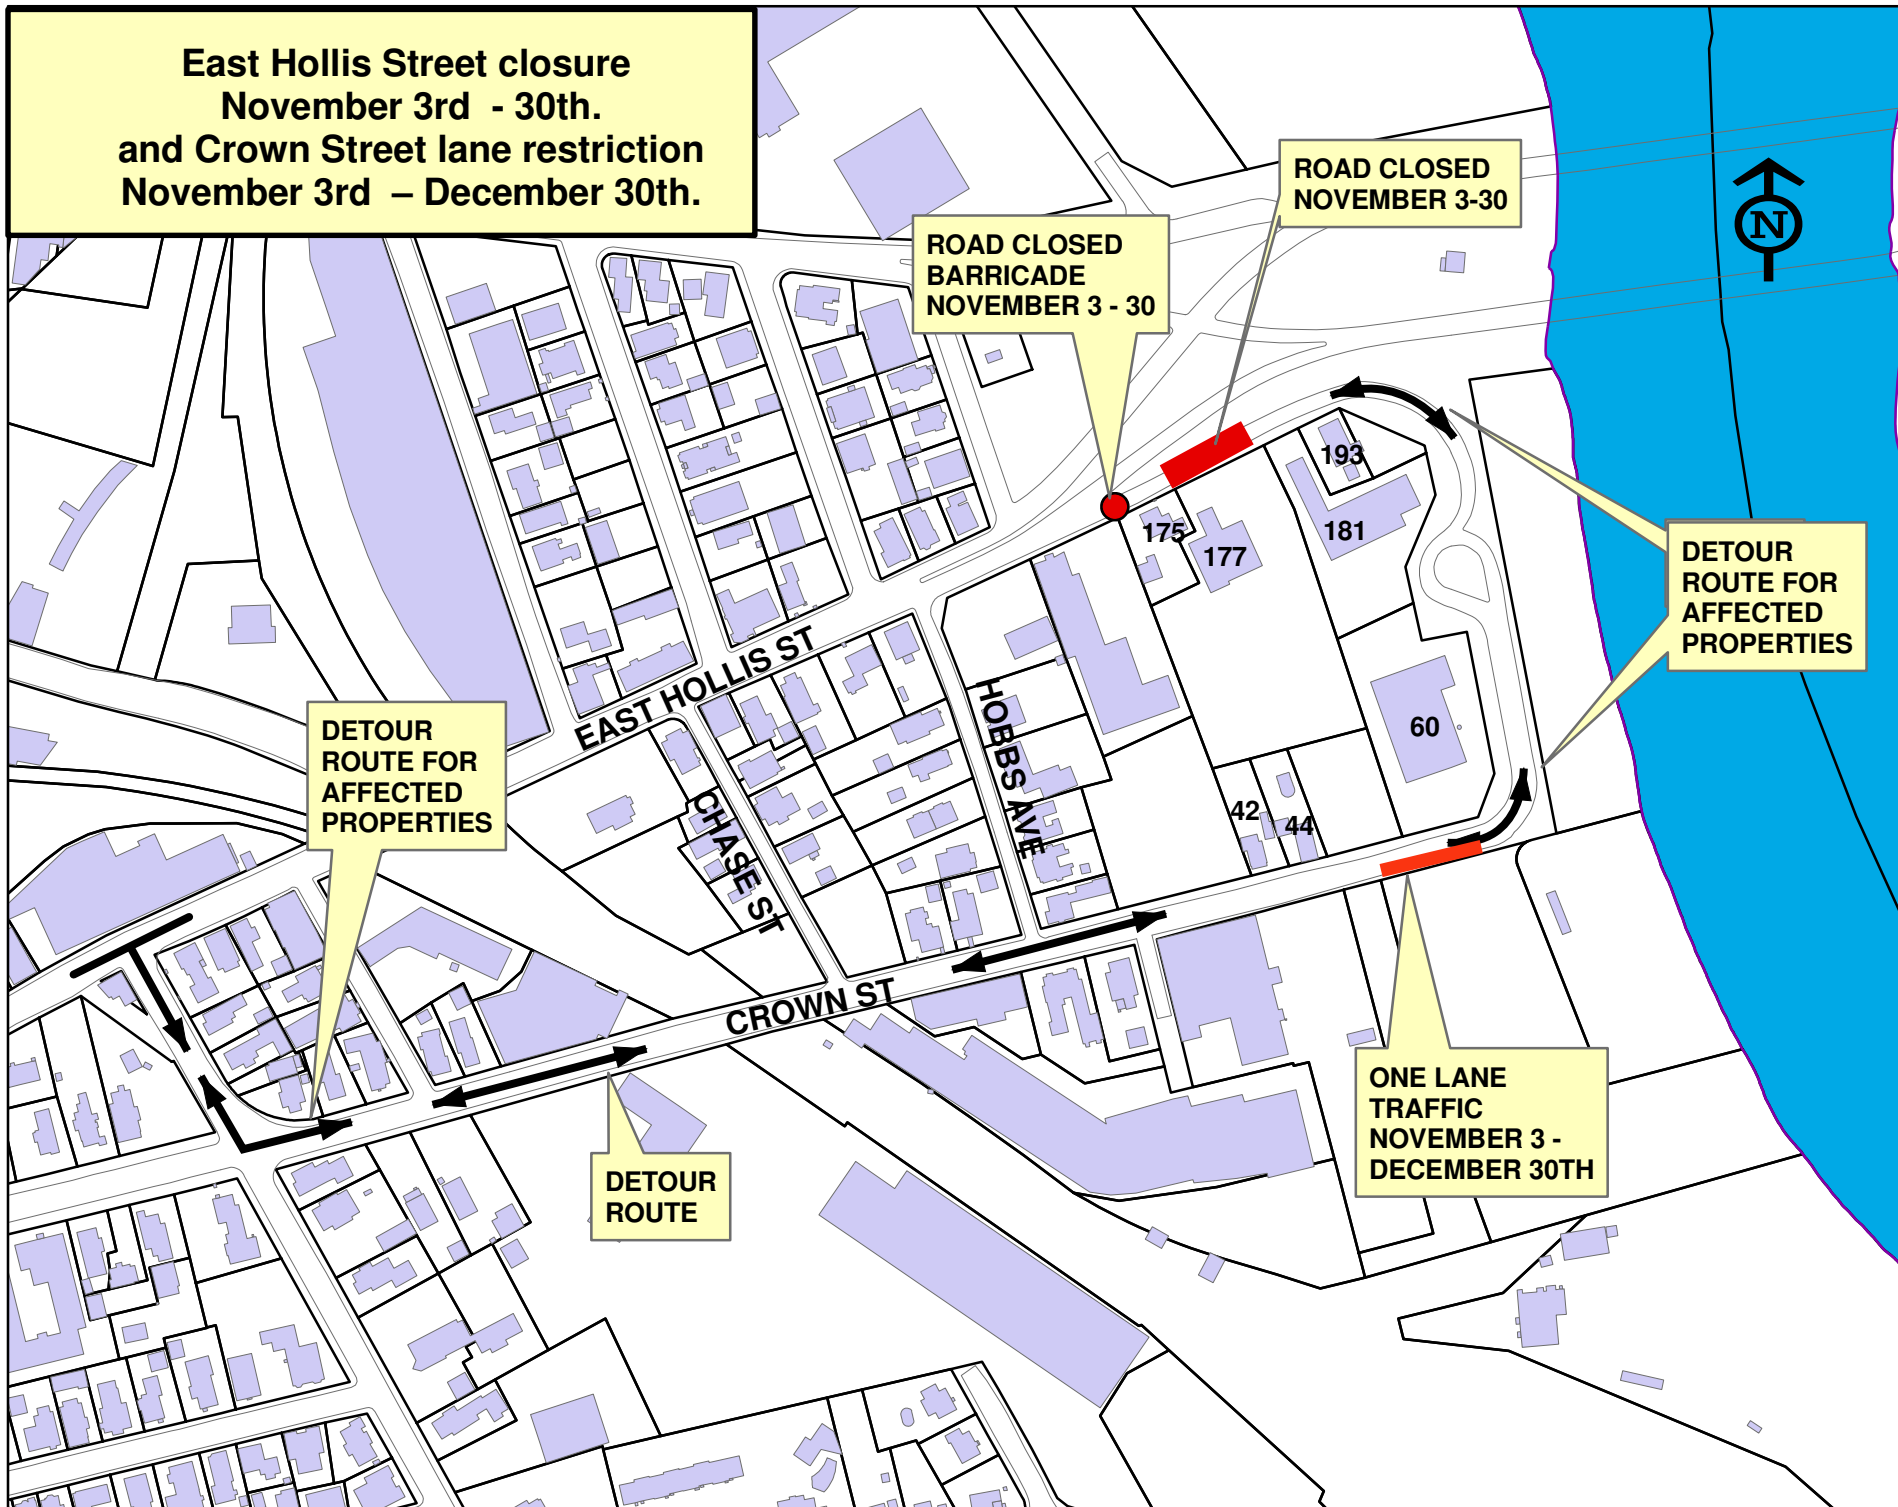 East Hollis Street closure
November 3rd - 30th.
and Crown Street lane restriction
November 3rd – December 30th.
ROAD CLOSED
NOVEMBER 3-30
N
ROAD CLOSED
BARRICADE
NOVEMBER 3 - 30
193
175
177
181
DETOUR
ROUTE FOR
AFFECTED
PROPERTIES
EAST HOLLIS ST
HOBBS AVE
60
DETOUR
ROUTE FOR
AFFECTED
PROPERTIES
CHASE ST
42
44
CROWN ST
ONE LANE
TRAFFIC
NOVEMBER 3 -
DECEMBER 30TH
DETOUR
ROUTE